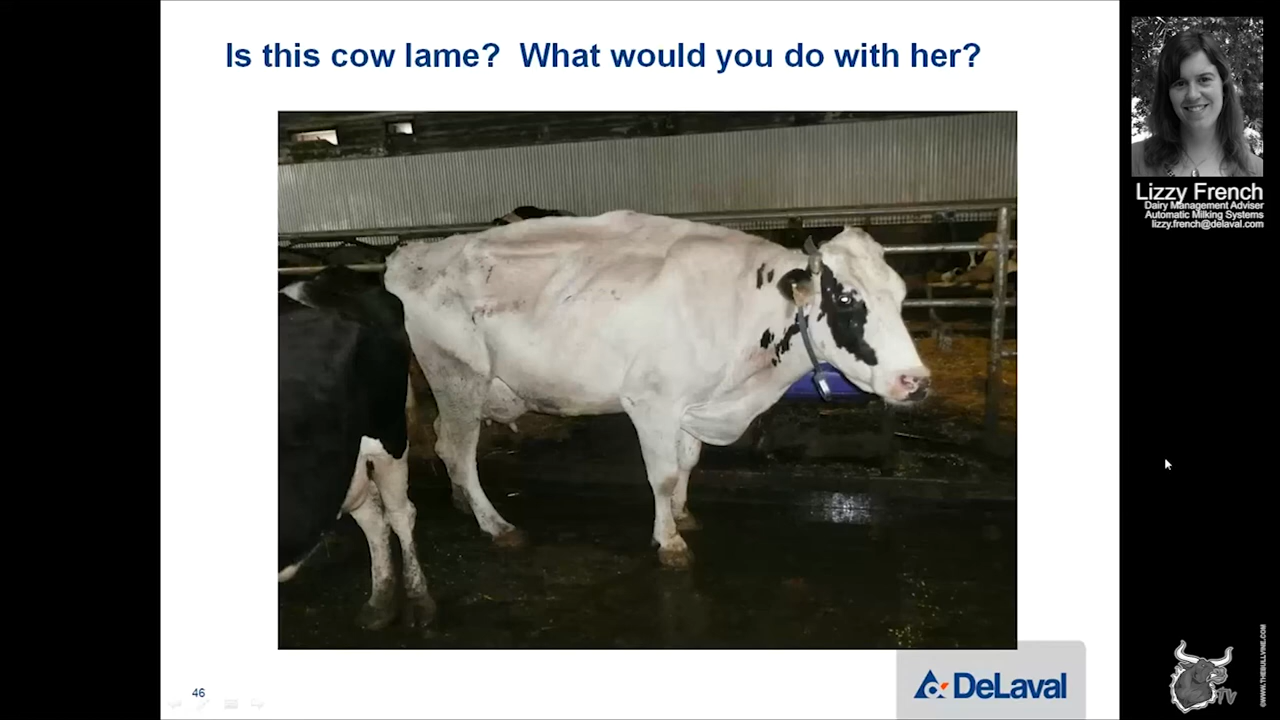 Is this cow lame? What would you do with her?
Lizzy French
Dairy Management Adviser
Automatic Milking Systems
lizzy.french@delaval.com
46
DeLaval
TV
©WWW.THEBULLVINE.COM